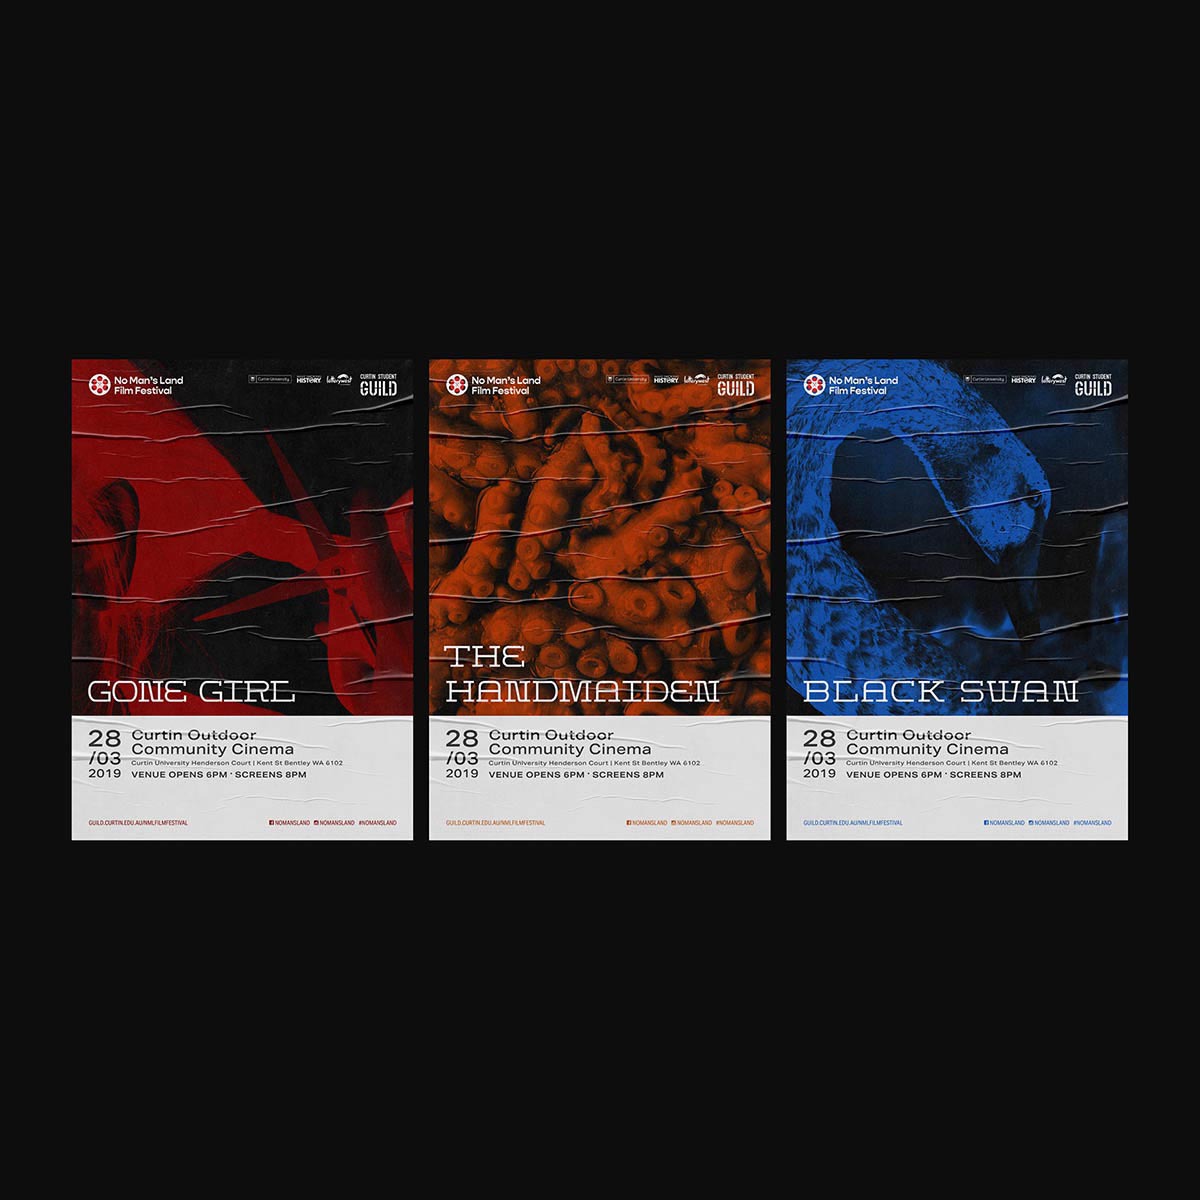 No Man's Land
Film Festival
Curtin University
HISTORY
lotterywest
CURTIN STUDENT
GUILD
GONE GIRL
28
/03
2019
Curtin Outdoor
Community Cinema
Curtin University Henderson Court | Kent St Bentley WA 6102
VENUE OPENS 6PM · SCREENS 8PM
GUILD.CURTIN.EDU.AU/NMLFILMFESTIVAL
NOMANSLAND NOMANSLAND #NOMANSLAND
No Man's Land
Film Festival
Curtin University
HISTORY
lotterywest
CURTIN STUDENT
GUILD
THE
HANDMAIDEN
28
/03
2019
Curtin Outdoor
Community Cinema
Curtin University Henderson Court | Kent St Bentley WA 6102
VENUE OPENS 6PM · SCREENS 8PM
GUILD.CURTIN.EDU.AU/NMLFILMFESTIVAL
NOMANSLAND NOMANSLAND #NOMANSLAND
No Man's Land
Film Festival
Curtin University
HISTORY
lotterywest
CURTIN STUDENT
GUILD
BLACK SWAN
28
/03
2019
Curtin Outdoor
Community Cinema
Curtin University Henderson Court | Kent St Bentley WA 6102
VENUE OPENS 6PM · SCREENS 8PM
GUILD.CURTIN.EDU.AU/NMLFILMFESTIVAL
NOMANSLAND NOMANSLAND #NOMANSLAND